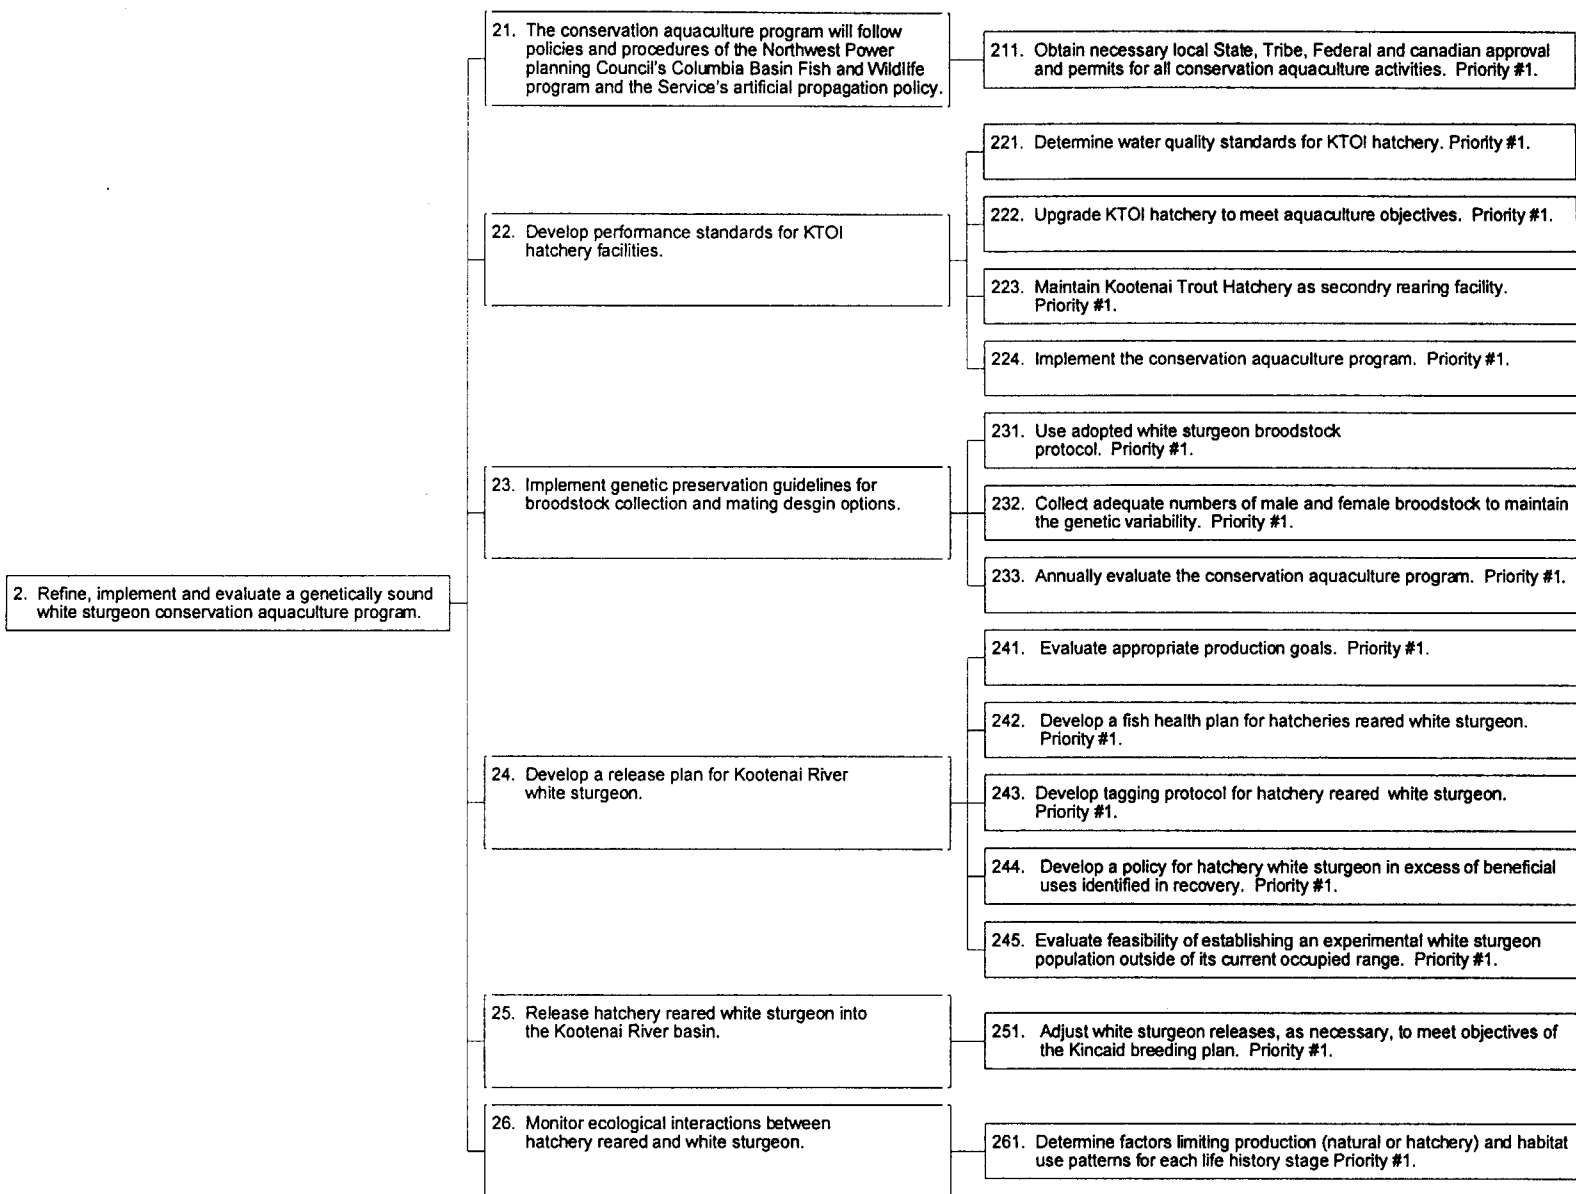 2. Refine, implement and evaluate a genetically sound
white sturgeon conservation aquaculture program.
21. The conservation aquaculture program will follow
policies and procedures of the Northwest Power
planning Council's Columbia Basin Fish and Wildlife
program and the Service's artificial propagation policy.
211. Obtain necessary local State, Tribe, Federal and canadian approval
and permits for all conservation aquaculture activities. Priority #1.
22. Develop performance standards for KTOI
hatchery facilities.
221. Determine water quality standards for KTOI hatchery. Priority #1.
222. Upgrade KTOI hatchery to meet aquaculture objectives. Priority #1.
223. Maintain Kootenai Trout Hatchery as secondry rearing facility.
Priority #1.
224. Implement the conservation aquaculture program. Priority #1.
23. Implement genetic preservation guidelines for
broodstock collection and mating desgin options.
231. Use adopted white sturgeon broodstock
protocol. Priority #1.
232. Collect adequate numbers of male and female broodstock to maintain
the genetic variability. Priority #1.
233. Annually evaluate the conservation aquaculture program. Priority #1.
24. Develop a release plan for Kootenai River
white sturgeon.
241. Evaluate appropriate production goals. Priority #1.
242. Develop a fish health plan for hatcheries reared white sturgeon.
Priority #1.
243. Develop tagging protocol for hatchery reared white sturgeon.
Priority #1.
244. Develop a policy for hatchery white sturgeon in excess of beneficial
uses identified in recovery. Priority #1.
245. Evaluate feasibility of establishing an experimental white sturgeon
population outside of its current occupied range. Priority #1.
25. Release hatchery reared white sturgeon into
the Kootenai River basin.
251. Adjust white sturgeon releases, as necessary, to meet objectives of
the Kincaid breeding plan. Priority #1.
26. Monitor ecological interactions between
hatchery reared and white sturgeon.
261. Determine factors limiting production (natural or hatchery) and habitat
use patterns for each life history stage Priority #1.